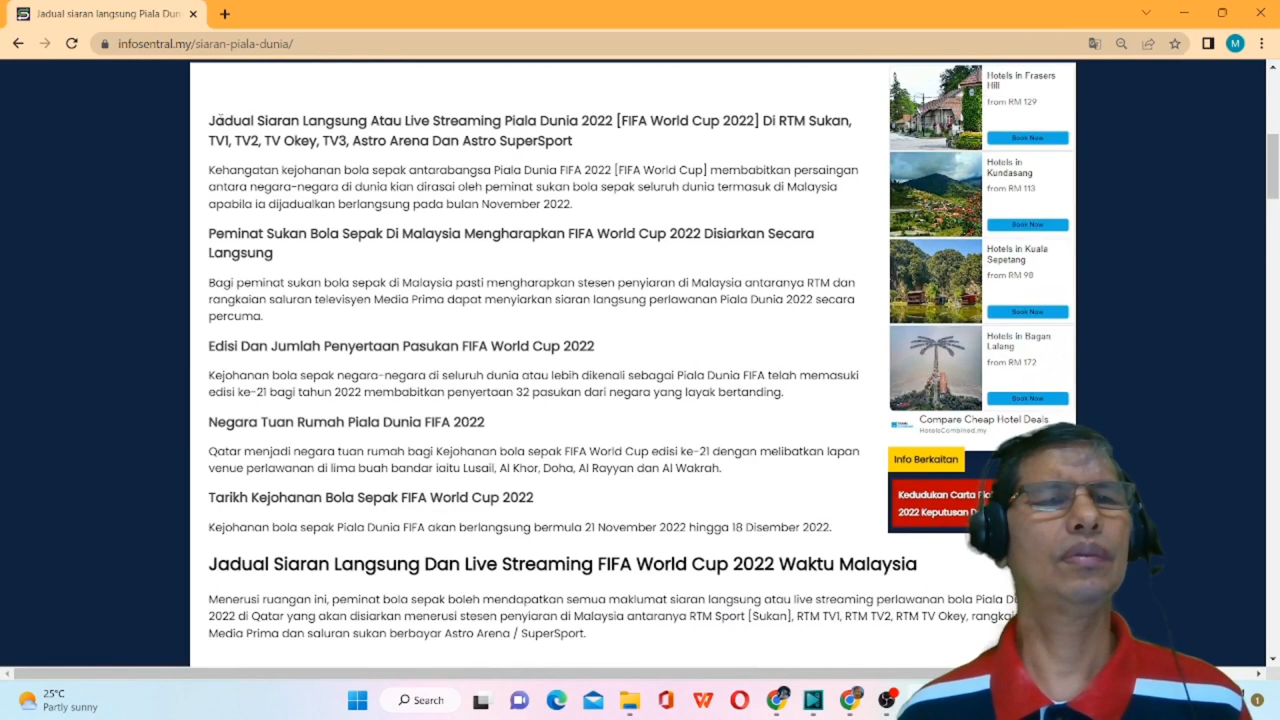 Jadual siaran langsung Piala Dun
infosentral.my/siaran-piala-dunia/
M
Jadual Siaran Langsung Atau Live Streaming Piala Dunia 2022 [FIFA World Cup 2022] Di RTM Sukan,
TV1, TV2, TV Okey, TV3, Astro Arena Dan Astro SuperSport
Kehangatan kejohanan bola sepak antarabangsa Piala Dunia FIFA 2022 [FIFA World Cup] membabitkan persaingan
antara negara-negara di dunia kian dirasai oleh peminat sukan bola sepak seluruh dunia termasuk di Malaysia
apabila ia dijadualkan berlangsung pada bulan November 2022.
Peminat Sukan Bola Sepak Di Malaysia Mengharapkan FIFA World Cup 2022 Disiarkan Secara
Langsung
Bagi peminat sukan bola sepak di Malaysia pasti mengharapkan stesen penyiaran di Malaysia antaranya RTM dan
rangkaian saluran televisyen Media Prima dapat menyiarkan siaran langsung perlawanan Piala Dunia 2022 secara
percuma.
Edisi Dan Jumlah Penyertaan Pasukan FIFA World Cup 2022
Kejohanan bola sepak negara-negara di seluruh dunia atau lebih dikenali sebagai Piala Dunia FIFA telah memasuki
edisi ke-21 bagi tahun 2022 membabitkan penyertaan 32 pasukan dari negara yang layak bertanding.
Negara Tuan Rumah Piala Dunia FIFA 2022
Qatar menjadi negara tuan rumah bagi Kejohanan bola sepak FIFA World Cup edisi ke-21 dengan melibatkan lapan
venue perlawanan di lima buah bandar iaitu Lusail, Al Khor, Doha, Al Rayyan dan Al Wakrah.
Tarikh Kejohanan Bola Sepak FIFA World Cup 2022
Kejohanan bola sepak Piala Dunia FIFA akan berlangsung bermula 21 November 2022 hingga 18 Disember 2022.
Jadual Siaran Langsung Dan Live Streaming FIFA World Cup 2022 Waktu Malaysia
Menerusi ruangan ini, peminat bola sepak boleh mendapatkan semua maklumat siaran langsung atau live streaming perlawanan bola Piala Du
2022 di Qatar yang akan disiarkan menerusi stesen penyiaran di Malaysia antaranya RTM Sport [Sukan], RTM TV1, RTM TV2, RTM TV Okey, rangkai
Media Prima dan saluran sukan berbayar Astro Arena / SuperSport.
Hotels in Frasers
Hill
from RM 129
Book Now
Hotels in
Kundasang
from RM 113
Book Now
Hotels in Kuala
Sepetang
from RM 98
Book Now
Hotels in Bagan
Lalang
from RM 172
Book Now
Compare Cheap Hotel Deals
HotelsCombined.my
Info Berkaitan
Kedudukan Carta
2022 Keputusan
25°C
Partly sunny
Search
1